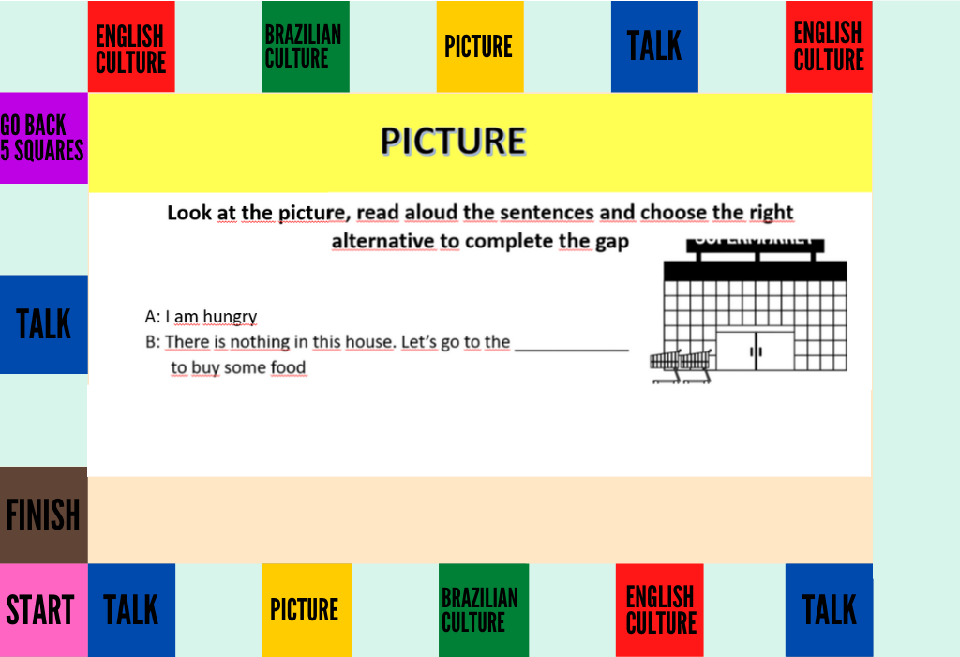 ENGLISH
CULTURE
BRAZILIAN
CULTURE
PICTURE
TALK
ENGLISH
CULTURE
GO BACK
5 SQUARES
PICTURE
Look at the picture, read aloud the sentences and choose the right
alternative to complete the gap
SUPERMARKET
A: I am hungry
B: There is nothing in this house. Let's go to the ____________
to buy some food
TALK
FINISH
START
TALK
PICTURE
BRAZILIAN
CULTURE
ENGLISH
CULTURE
TALK